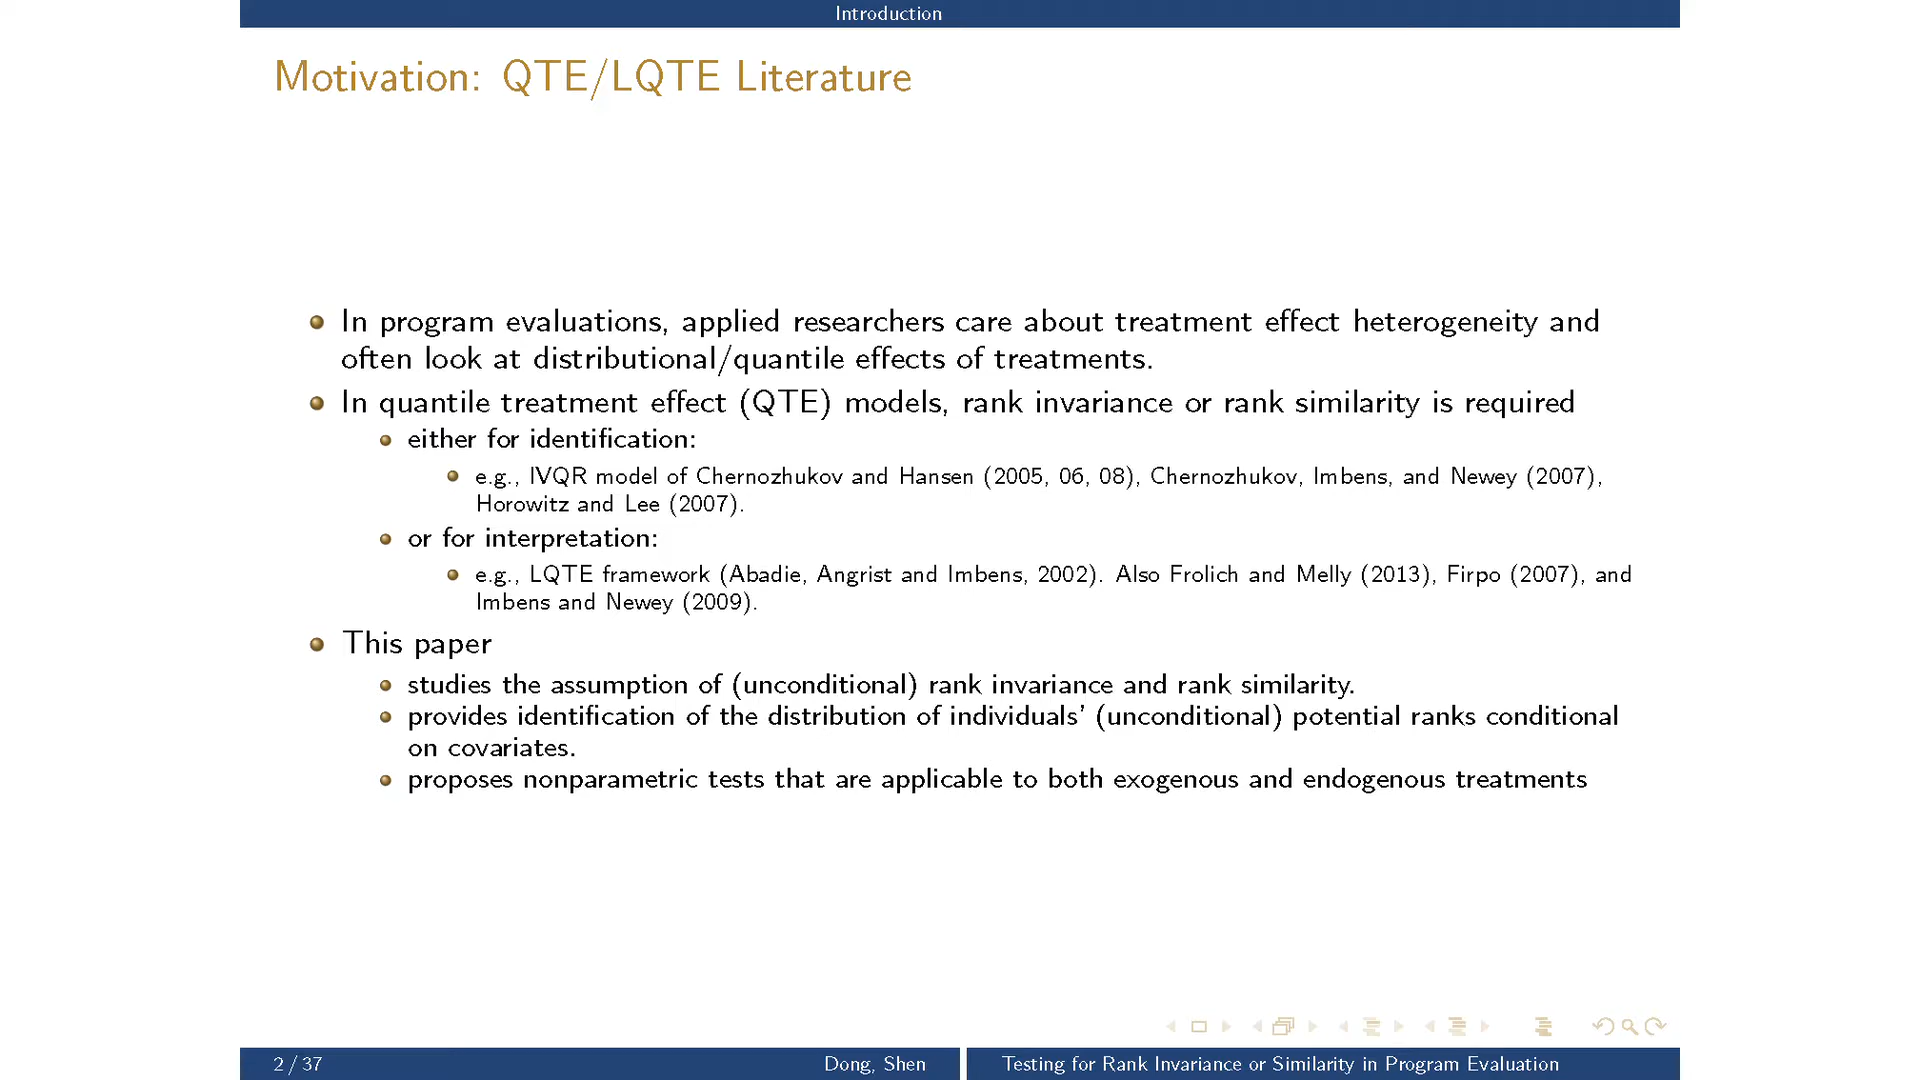 Introduction
Motivation: QTE/LQTE Literature
In program evaluations, applied researchers care about treatment effect heterogeneity and
often look at distributional/quantile effects of treatments.
In quantile treatment effect (QTE) models, rank invariance or rank similarity is required
either for identification:
e.g., IVQR model of Chernozhukov and Hansen (2005, 06, 08), Chernozhukov, Imbens, and Newey (2007),
Horowitz and Lee (2007).
or for interpretation:
e.g., LQTE framework (Abadie, Angrist and Imbens, 2002). Also Frolich and Melly (2013), Firpo (2007), and
Imbens and Newey (2009).
This paper
studies the assumption of (unconditional) rank invariance and rank similarity.
provides identification of the distribution of individuals' (unconditional) potential ranks conditional
on covariates.
proposes nonparametric tests that are applicable to both exogenous and endogenous treatments
2 / 37
Dong, Shen
Testing for Rank Invariance or Similarity in Program Evaluation